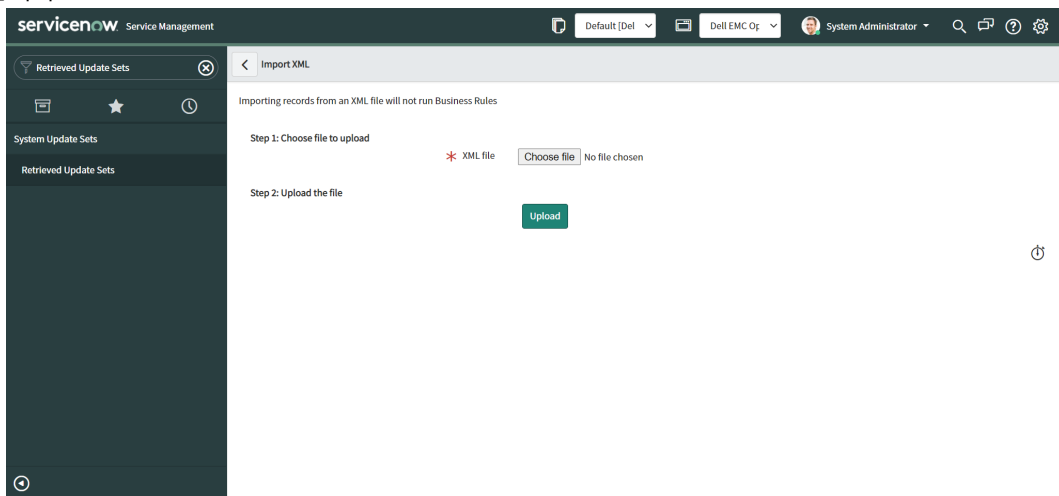 servicenow Service Management
Default [Del
Dell EMC Op
System Administrator
Retrieved Update Sets
Import XML
Importing records from an XML file will not run Business Rules
System Update Sets
Retrieved Update Sets
Step 1: Choose file to upload
XML file Choose file No file chosen
Step 2: Upload the file
Upload